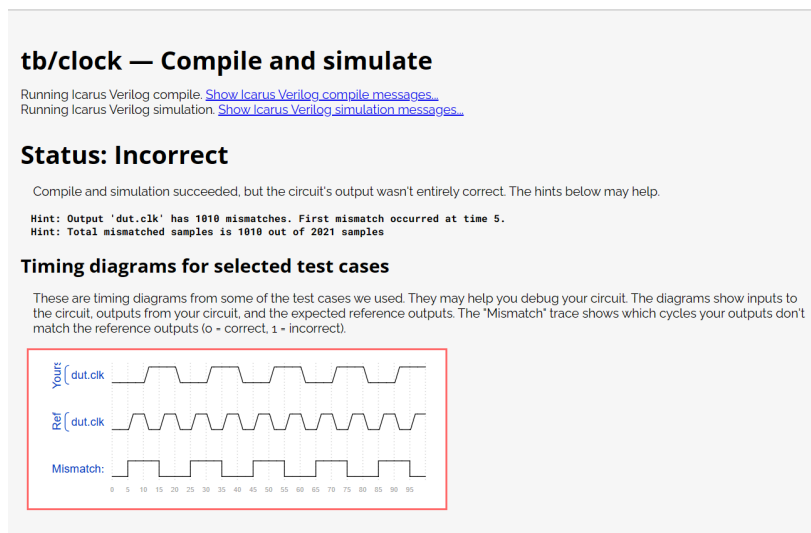 tb/clock — Compile and simulate
Running Icarus Verilog compile. Show Icarus Verilog compile messages...
Running Icarus Verilog simulation. Show Icarus Verilog simulation messages...
Status: Incorrect
Compile and simulation succeeded, but the circuit's output wasn't entirely correct. The hints below may help.
Hint: Output 'dut.clk' has 1010 mismatches. First mismatch occurred at time 5.
Hint: Total mismatched samples is 1010 out of 2021 samples
Timing diagrams for selected test cases
These are timing diagrams from some of the test cases we used. They may help you debug your circuit. The diagrams show inputs to
the circuit, outputs from your circuit, and the expected reference outputs. The "Mismatch" trace shows which cycles your outputs don't
match the reference outputs (0 = correct, 1 = incorrect).
Yours dut.clk
Ref dut.clk
Mismatch:
0 5 10 15 20 25 30 35 40 45 50 55 60 65 70 75 80 85 90 95